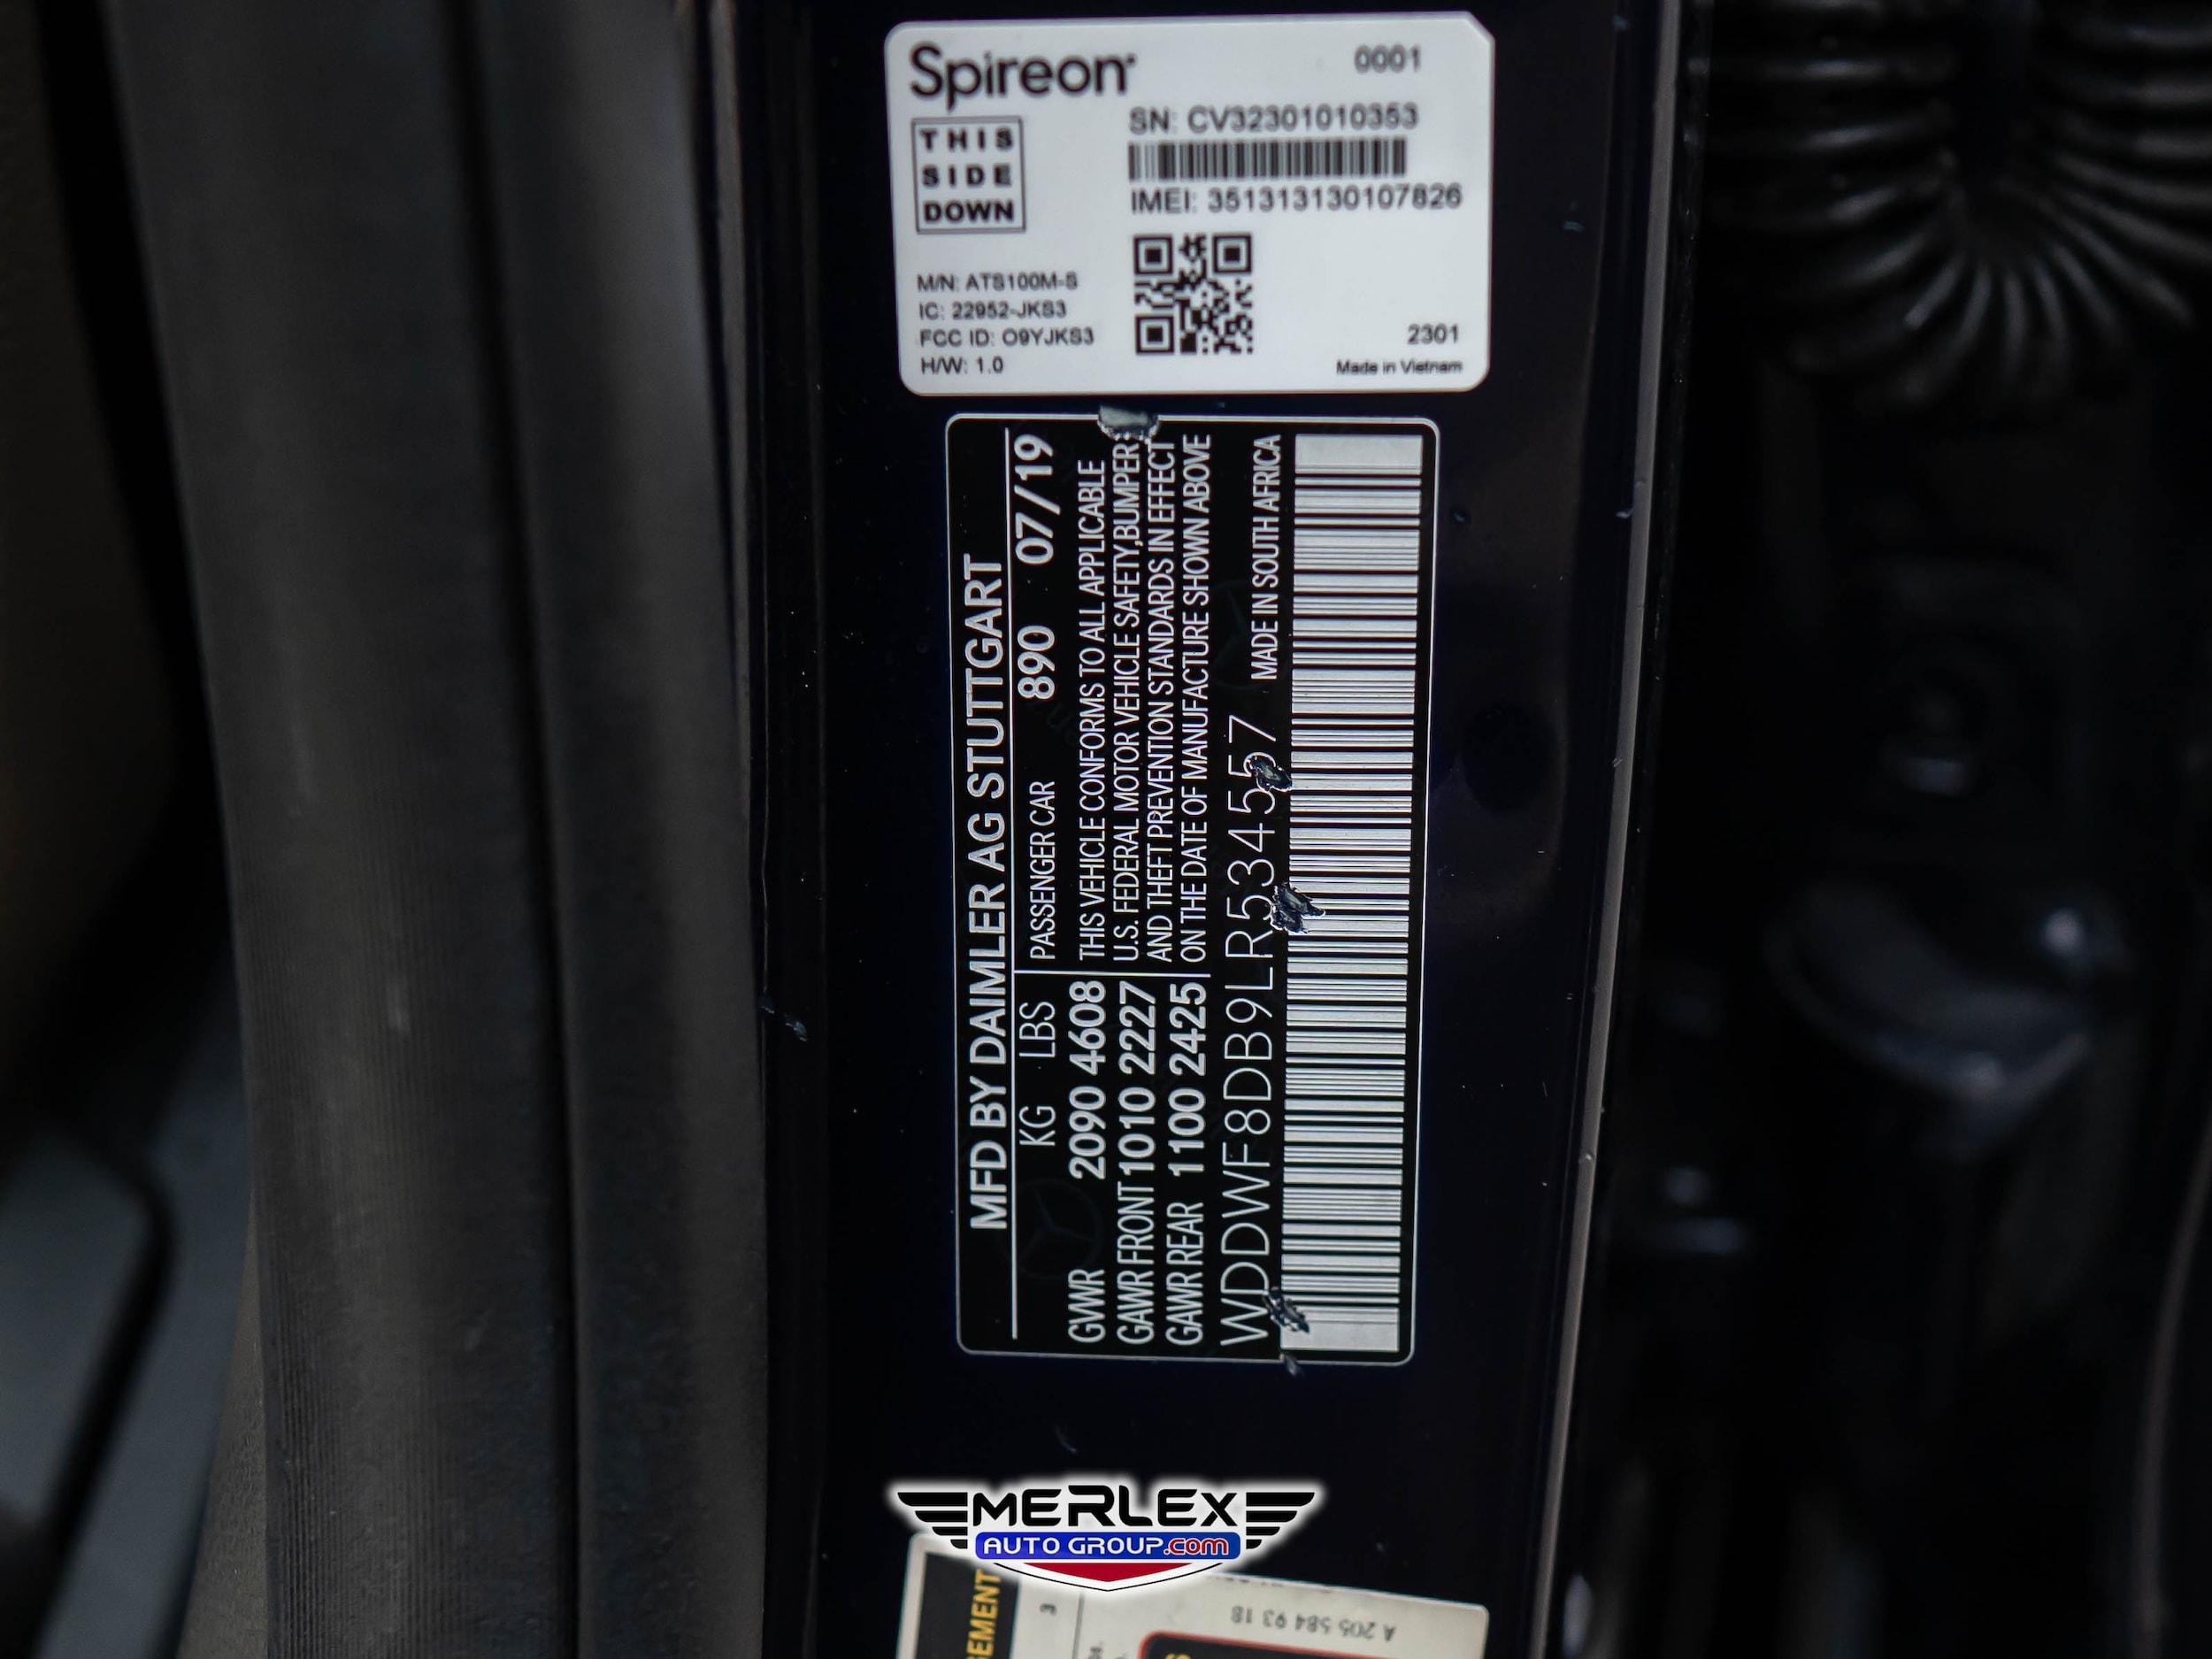 Spireon
0001
THIS
SIDE
DOWN
SN: CV32301010353
IMEI: 351313130107826
M/N: ATS100M-S
IC: 22952-JKS3
FCC ID: O9YJKS3
H/W: 1.0
2301
Made in Vietnam
MFD BY DAIMLER AG STUTTGART
KG LBS
PASSENGER CAR 890 07/19
GVWR 2090 4608
GAWR FRONT 1010 2227
GAWR REAR 1100 2425
THIS VEHICLE CONFORMS TO ALL APPLICABLE
U.S. FEDERAL MOTOR VEHICLE SAFETY,BUMPER,
AND THEFT PREVENTION STANDARDS IN EFFECT
ON THE DATE OF MANUFACTURE SHOWN ABOVE
WDDWF8DB9LR534557 MADE IN SOUTH AFRICA
MERLEX
AUTO GROUP.com
A 205 584 93 18